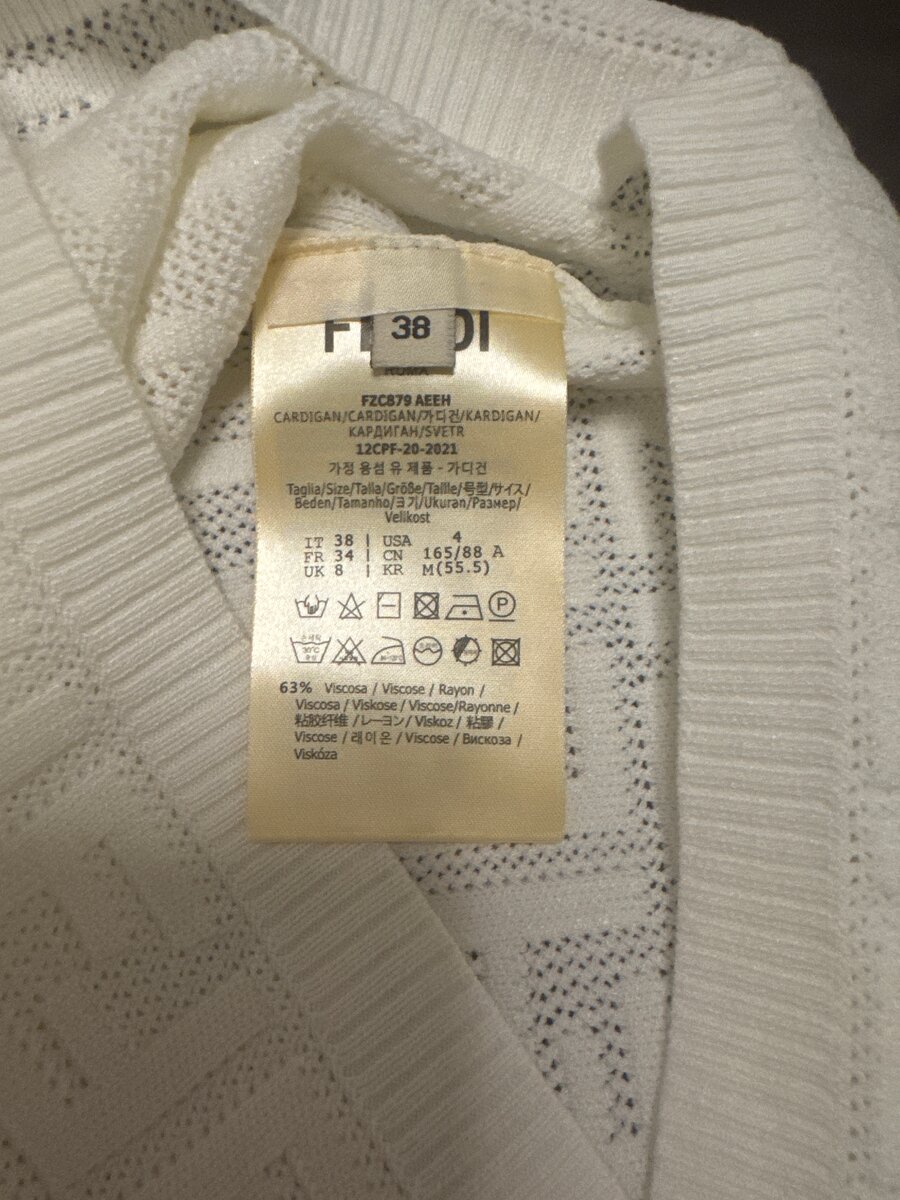 38
ROMA
FZC879 AEEH
CARDIGAN/CARDIGAN/가디건/KARDIGAN/
КАРДИГАН/SVETR
12CPF-20-2021
가정 용섬 유 제품 - 가디건
Taglia/Size/Talla/Größe/Taille/号型/サイズ/
Beden/Tamanho/크기/Ukuran/Размер/
Velikost
IT 38 | USA 4
FR 34 | CN 165/88 A
UK 8 | KR M(55.5)
P
30°C
63% Viscosa / Viscose / Rayon /
Viscosa / Viskose / Viscose/Rayonne /
粘胶纤维 /レーヨン/ Viskoz / 粘膠 /
Viscose / 레이온 / Viscose / Вискоза /
Viskóza